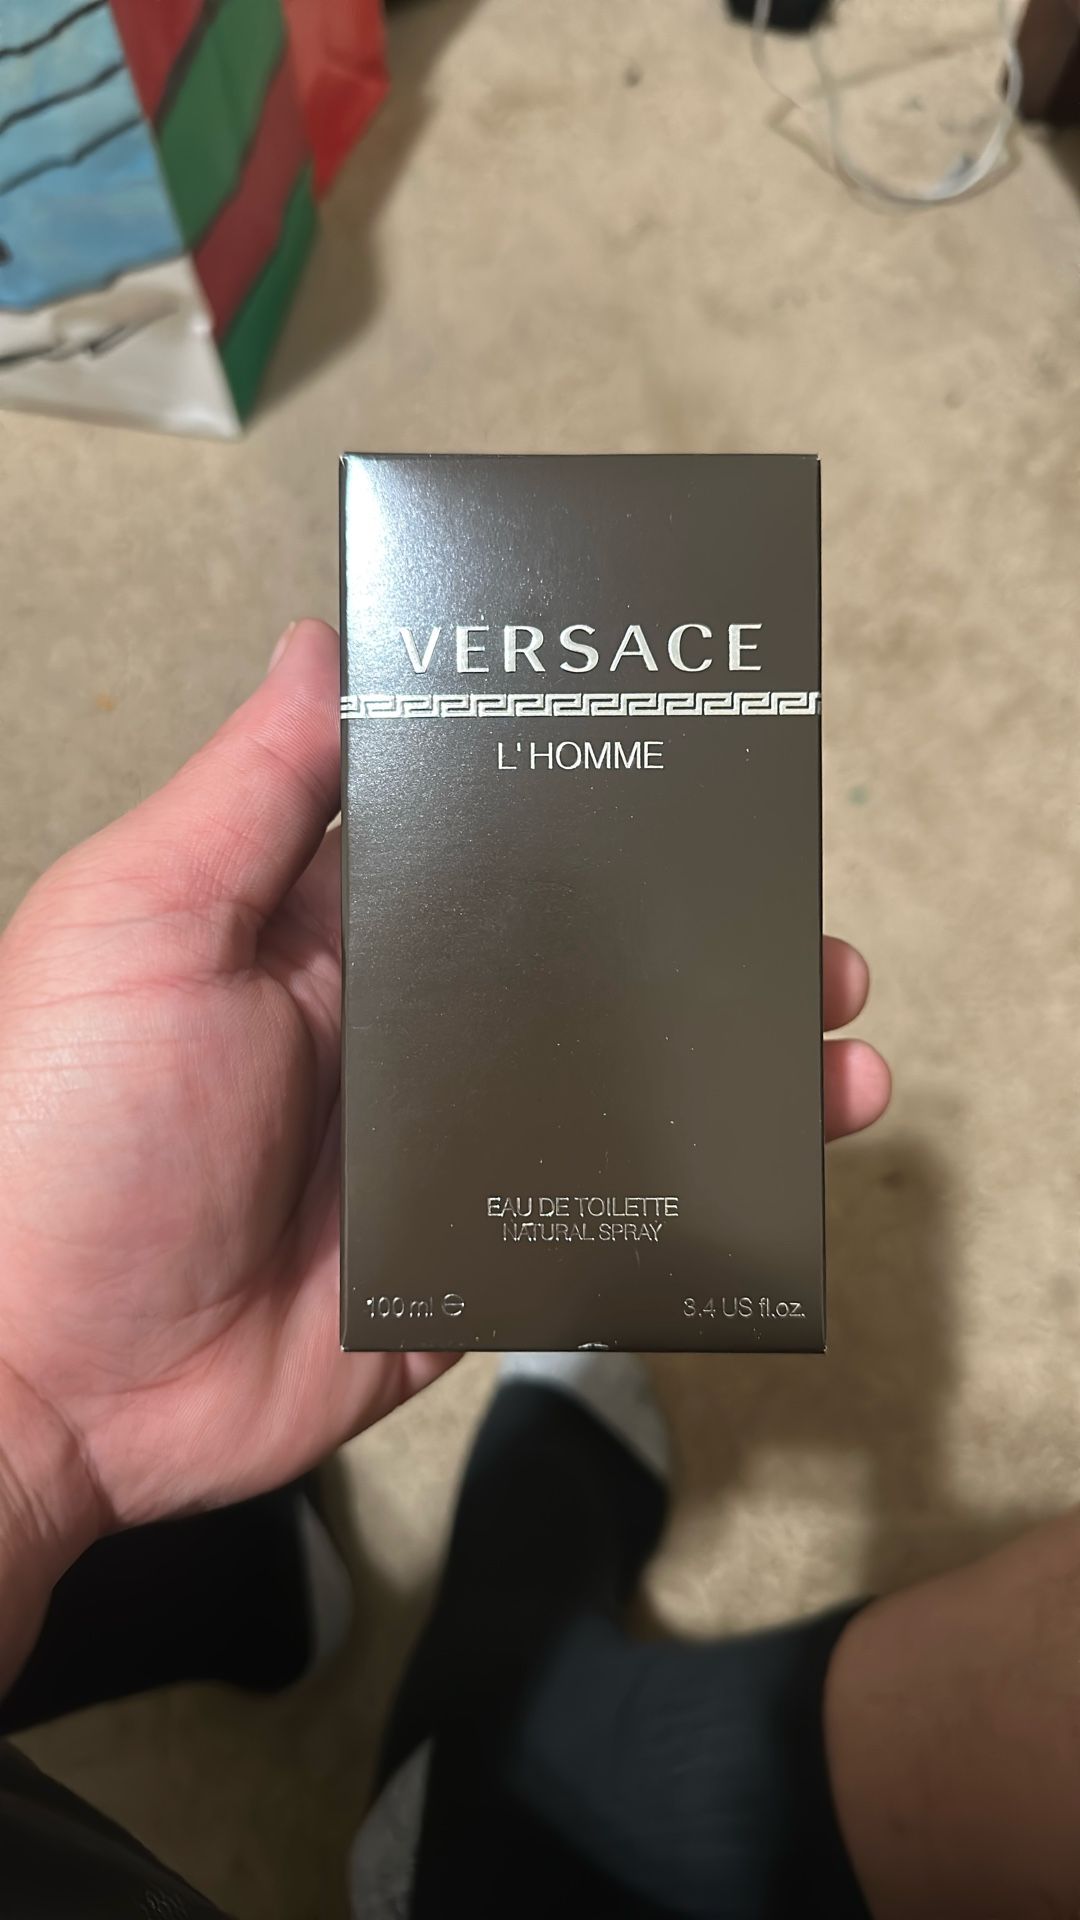 VERSACE
L'HOMME
EAU DE TOILETTE
NATURAL SPRAY
100 ml ℮
3.4 US fl.oz.